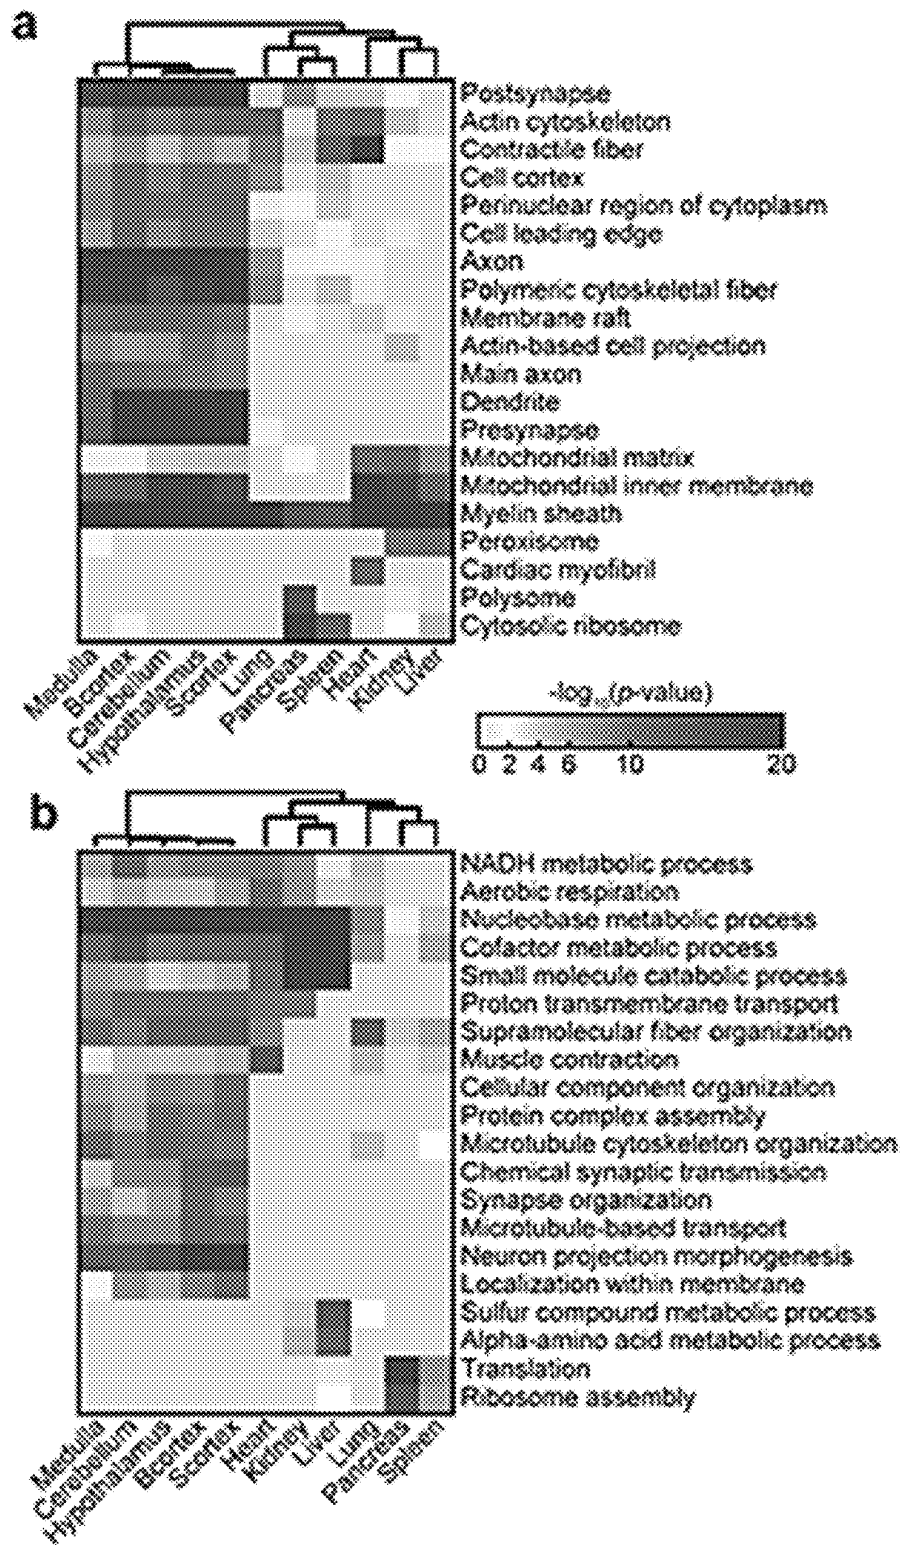 a
Postsynapse
Actin cytoskeleton
Contractile fiber
Cell cortex
Perinuclear region of cytoplasm
Cell leading edge
Axon
Polymeric cytoskeletal fiber
Membrane raft
Actin-based cell projection
Main axon
Dendrite
Presynapse
Mitochondrial matrix
Mitochondrial inner membrane
Myelin sheath
Peroxisome
Cardiac myofibril
Polysome
Cytosolic ribosome
Medulla
Bcortex
Cerebellum
Hypothalamus
Scortex
Lung
Pancreas
Spleen
Heart
Kidney
Liver
-log₁₀(p-value)
0 2 4 6 10 20
b
NADH metabolic process
Aerobic respiration
Nucleobase metabolic process
Cofactor metabolic process
Small molecule catabolic process
Proton transmembrane transport
Supramolecular fiber organization
Muscle contraction
Cellular component organization
Protein complex assembly
Microtubule cytoskeleton organization
Chemical synaptic transmission
Synapse organization
Microtubule-based transport
Neuron projection morphogenesis
Localization within membrane
Sulfur compound metabolic process
Alpha-amino acid metabolic process
Translation
Ribosome assembly
Medulla
Cerebellum
Hypothalamus
Bcortex
Scortex
Heart
Kidney
Liver
Lung
Pancreas
Spleen